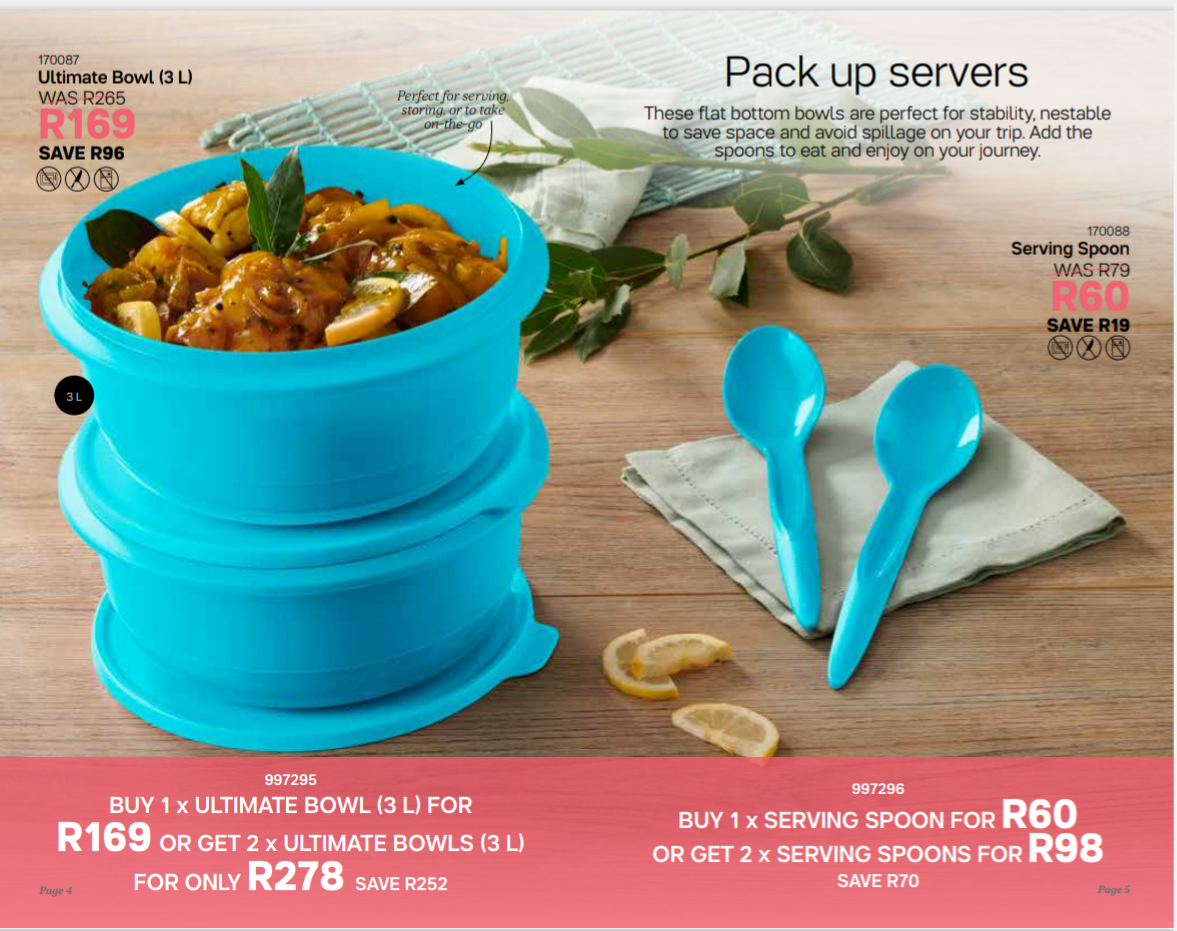 170087
Ultimate Bowl (3 L)
WAS R265
R169
SAVE R96
Perfect for serving,
storing, or to take
on-the-go
Pack up servers
These flat bottom bowls are perfect for stability, nestable
to save space and avoid spillage on your trip. Add the
spoons to eat and enjoy on your journey.
170088
Serving Spoon
WAS R79
R60
SAVE R19
3 L
997295
BUY 1 x ULTIMATE BOWL (3 L) FOR
R169 OR GET 2 x ULTIMATE BOWLS (3 L)
FOR ONLY R278 SAVE R252
Page 4
997296
BUY 1 x SERVING SPOON FOR R60
OR GET 2 x SERVING SPOONS FOR R98
SAVE R70
Page 5